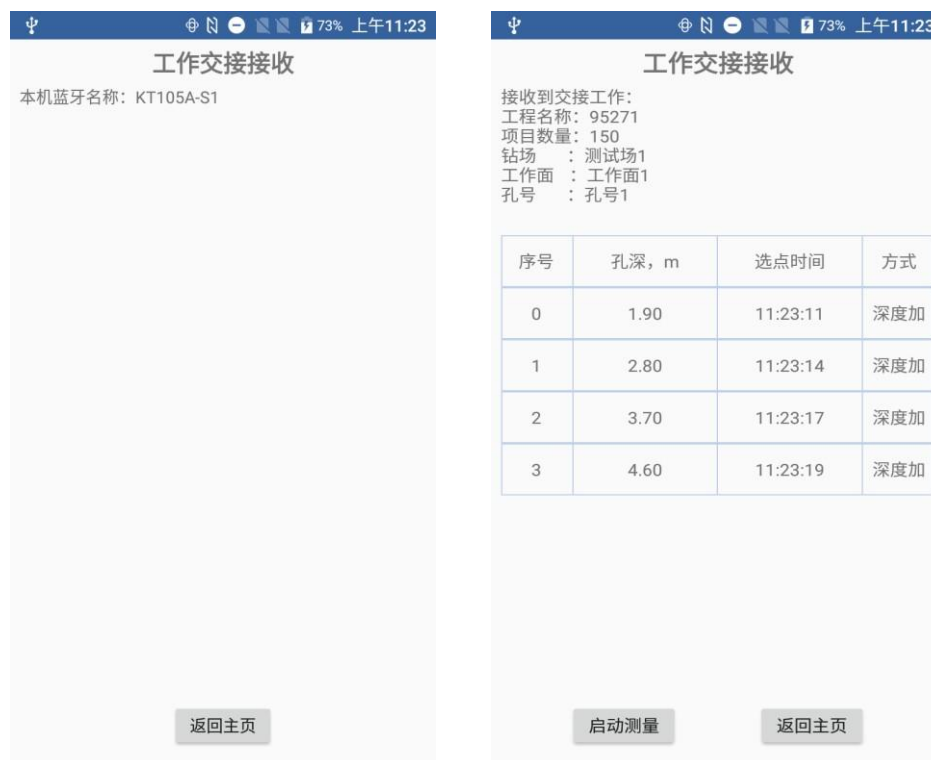 73% 上午11:23
工作交接接收
本机蓝牙名称：KT105A-S1
返回主页
73% 上午11:23
工作交接接收
接收到交接工作：
工程名称：95271
项目数量：150
钻场 ：测试场1
工作面 ：工作面1
孔号 ：孔号1
序号 孔深，m 选点时间 方式
0 1.90 11:23:11 深度加
1 2.80 11:23:14 深度加
2 3.70 11:23:17 深度加
3 4.60 11:23:19 深度加
启动测量 返回主页